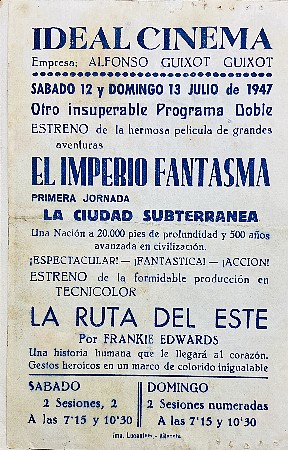 IDEAL CINEMA
Empresa: ALFONSO GUIXOT GUIXOT
SABADO 12 y DOMINGO 13 JULIO de 1947
Otro insuperable Programa Doble
ESTRENO de la hermosa pelicula de grandes
aventuras
EL IMPERIO FANTASMA
PRIMERA JORNADA
LA CIUDAD SUBTERRANEA
Una Nación a 20.000 pies de profundidad y 500 años
avanzada en civilización.
¡ESPECTACULAR! — ¡FANTASTICA! — ¡ACCION!
ESTRENO de la formidable producción en
TECNICOLOR
LA RUTA DEL ESTE
Por FRANKIE EDWARDS
Una historia humana que le llegará al corazón.
Gestos heroicos en un marco de colorido inigualable
SABADO
2 Sesiones, 2
A las 7'15 y 10'30
DOMINGO
2 Sesiones numeradas
A las 7'15 y 10'30
Imp.